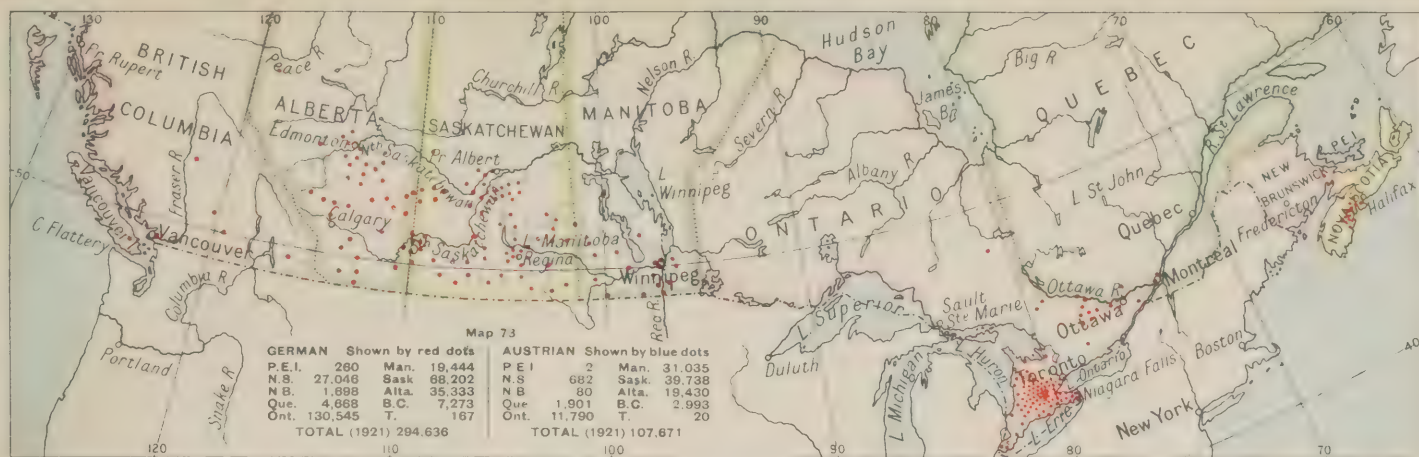 130 120 110 100 90 80 70 60
BRITISH
COLUMBIA
Pr. Rupert
Peace R
ALBERTA
Edmonton
Nth Saskatchewan
SASKATCHEWAN
Pr Albert
Churchill R.
MANITOBA
Nelson R
Severn R
Hudson
Bay
James
B.
Big R
QUEBEC
R St Lawrence
P.E.I.
NEW
BRUNSWICK
Fredericton
NOVA SCOTIA
Halifax
50
Vancouver I
C Flattery
Fraser R
Vancouver
Calgary
Sth
Saskatchewan
L Manitoba
Regina
L
Winnipeg
Winnipeg
Red R.
Albany R
ONTARIO
L St John
Quebec
Montreal
Ottawa R
Ottawa
Columbia R
Portland
Snake R
L. Superior
Sault
Ste Marie
Duluth
L Michigan
L Huron
Toronto
L Ontario
Niagara Falls
L. Erie
Boston
New York
40
Map 73
GERMAN Shown by red dots
P.E.I. 260 Man. 19,444
N.S. 27,046 Sask 68,202
N B. 1,698 Alta. 35,333
Que. 4,668 B.C. 7,273
Ont. 130,545 T. 167
TOTAL (1921) 294,636
AUSTRIAN Shown by blue dots
P E I 2 Man. 31.035
N.S 682 Sask. 39.738
N B 80 Alta. 19,430
Que 1,901 B.C. 2.993
Ont. 11.790 T. 20
TOTAL (1921) 107,671
120 110 100 90 80 70